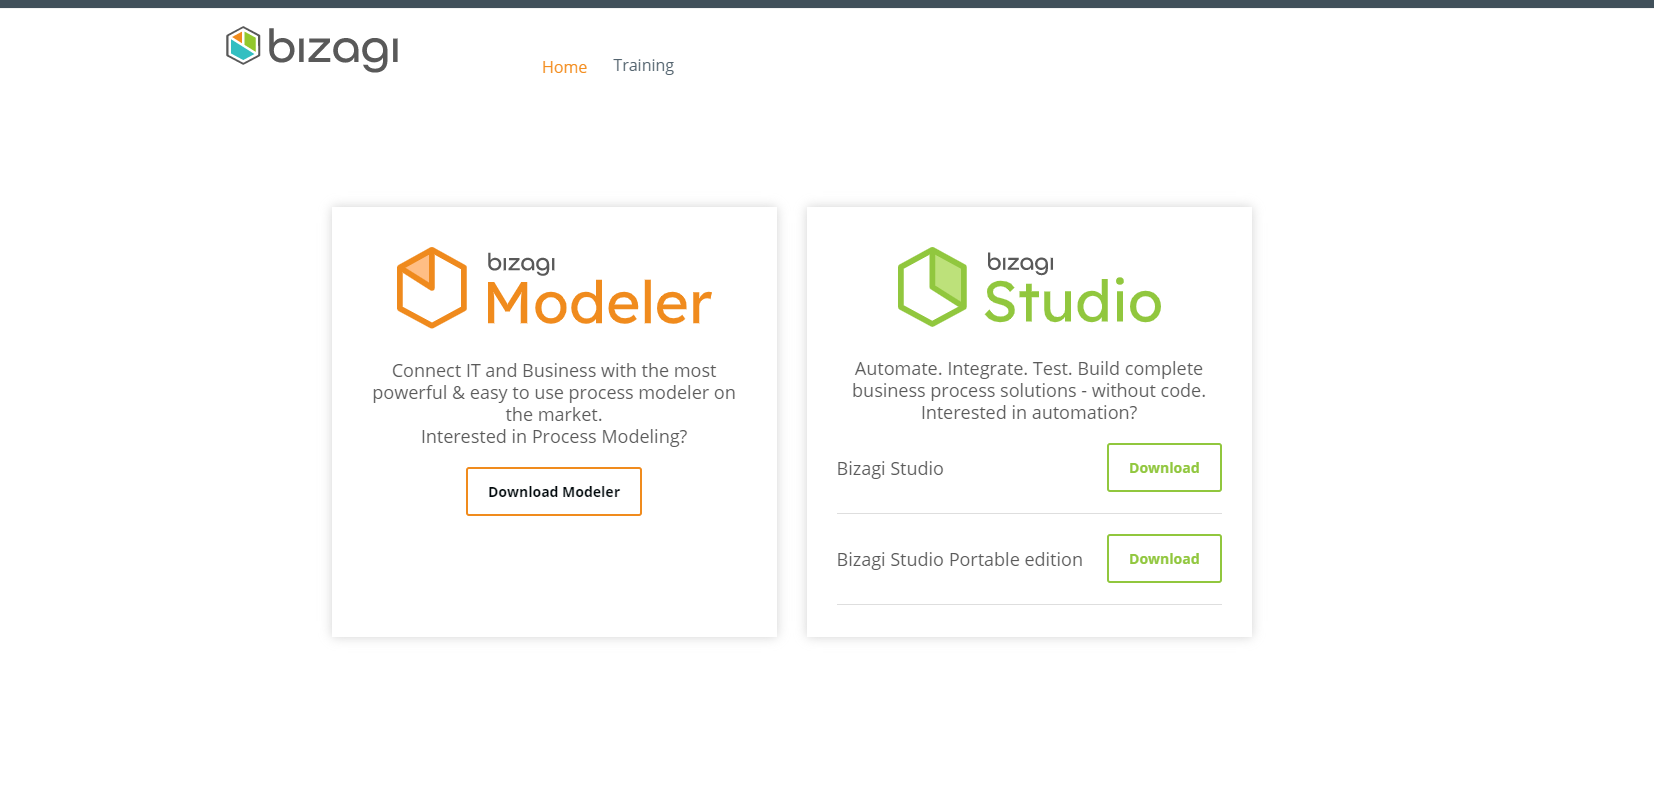 bizagi
Home
Training
bizagi
Modeler
Connect IT and Business with the most
powerful & easy to use process modeler on
the market.
Interested in Process Modeling?
Download Modeler
bizagi
Studio
Automate. Integrate. Test. Build complete
business process solutions - without code.
Interested in automation?
Bizagi Studio
Download
Bizagi Studio Portable edition
Download